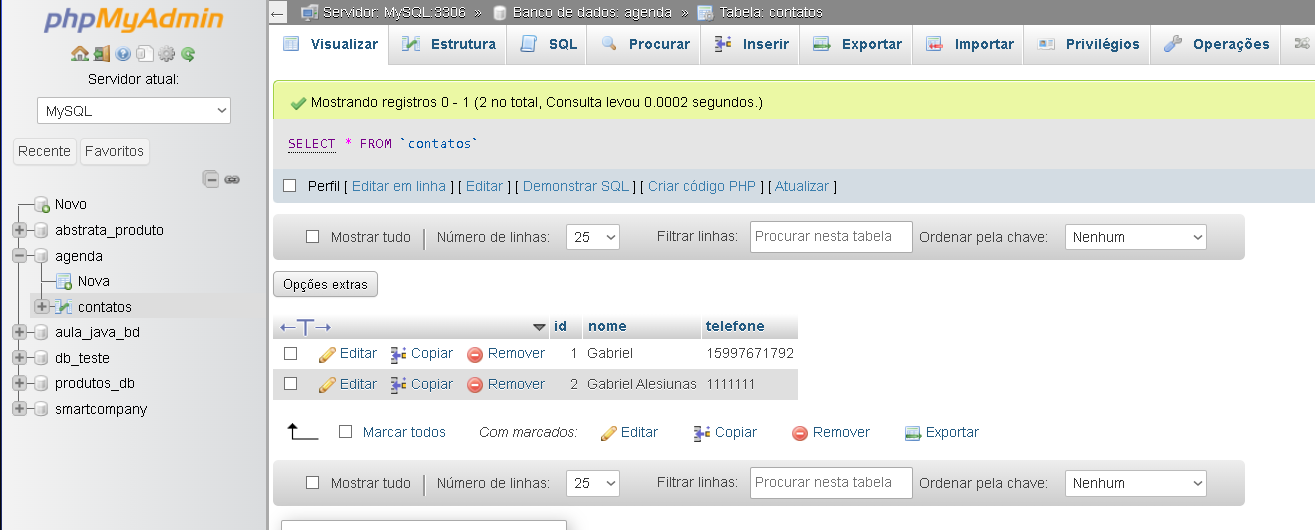 phpMyAdmin
Servidor atual:
MySQL
Recente Favoritos
Novo
abstrata_produto
agenda
Nova
contatos
aula_java_bd
db_teste
produtos_db
smartcompany
Servidor: MySQL:3306 » Banco de dados: agenda » Tabela: contatos
Visualizar Estrutura SQL Procurar Inserir Exportar Importar Privilégios Operações
Mostrando registros 0 - 1 (2 no total, Consulta levou 0.0002 segundos.)
SELECT * FROM `contatos`
Perfil [ Editar em linha ] [ Editar ] [ Demonstrar SQL ] [ Criar código PHP ] [ Atualizar ]
Mostrar tudo Número de linhas: 25 Filtrar linhas: Procurar nesta tabela Ordenar pela chave: Nenhum
Opções extras
←T→ id nome telefone
Editar Copiar Remover 1 Gabriel 15997671792
Editar Copiar Remover 2 Gabriel Alesiunas 1111111
Marcar todos Com marcados: Editar Copiar Remover Exportar
Mostrar tudo Número de linhas: 25 Filtrar linhas: Procurar nesta tabela Ordenar pela chave: Nenhum